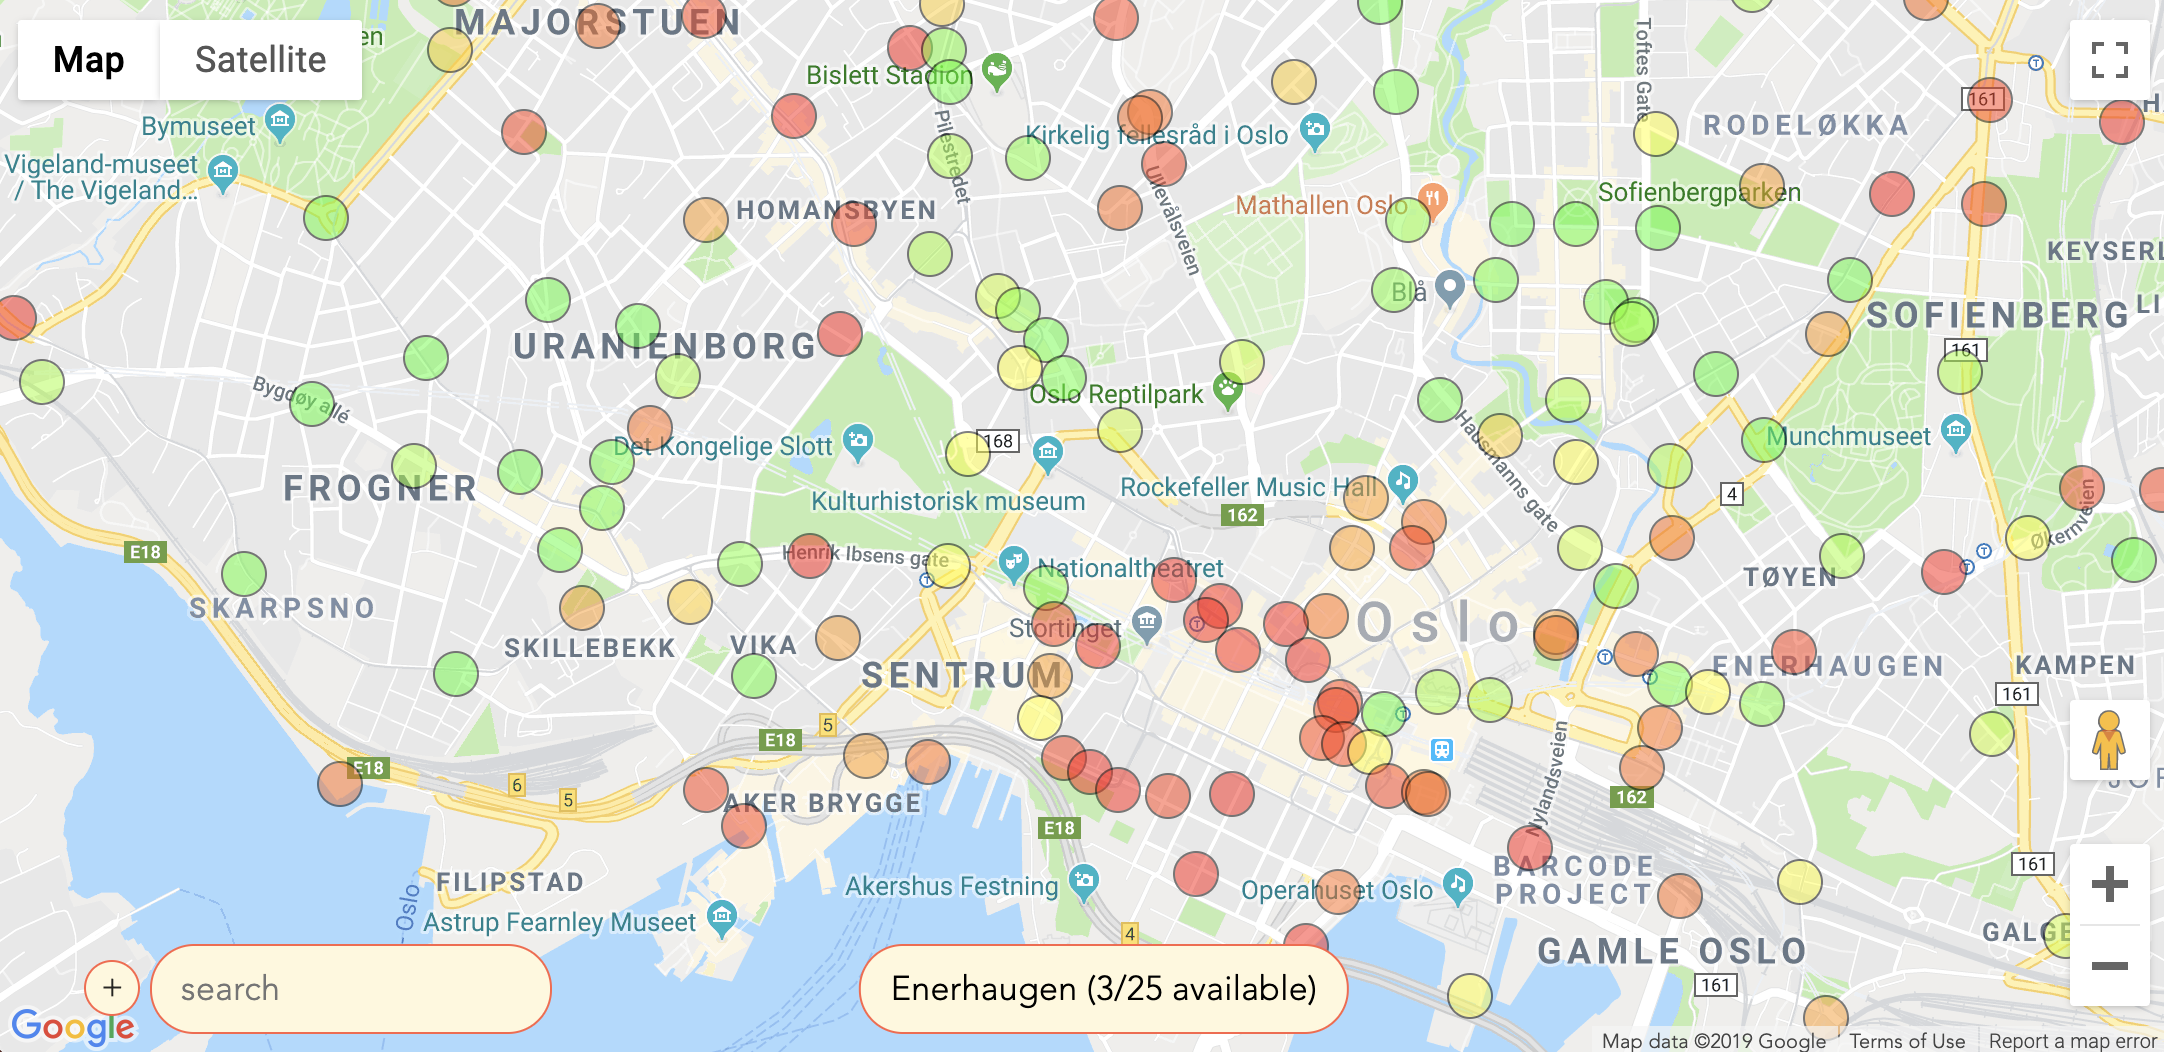 MAJORSTUEN
en
Map
Satellite
Bislett Stadion
161
Bymuseet
Kirkelig fellesråd i Oslo
Toftes Gate
RODELØKKA
Vigeland-museet
/ The Vigeland...
Pilestredet
Ullevålsveien
HOMANSBYEN
Mathallen Oslo
Sofienbergparken
KEYSERL
Blå
SOFIENBERG
LI
URANIENBORG
161
Bygdøy allé
Oslo Reptilpark
Det Kongelige Slott
168
Hausmanns gate
Munchmuseet
FROGNER
Kulturhistorisk museum
Rockefeller Music Hall
162
4
Økernveien
E18
Henrik Ibsens gate
Nationaltheatret
TØYEN
SKARPSNO
Stortinget
Oslo
SKILLEBEKK
VIKA
SENTRUM
ENERHAUGEN
KAMPEN
161
5
E18
E18
6
5
AKER BRYGGE
Nylandsveien
162
E18
BARCODE
PROJECT
161
FILIPSTAD
Akershus Festning
Operahuset Oslo
Oslo
Astrup Fearnley Museet
4
GAMLE OSLO
GALGE
+
search
Enerhaugen (3/25 available)
161
Google
Map data ©2019 Google
Terms of Use
Report a map error